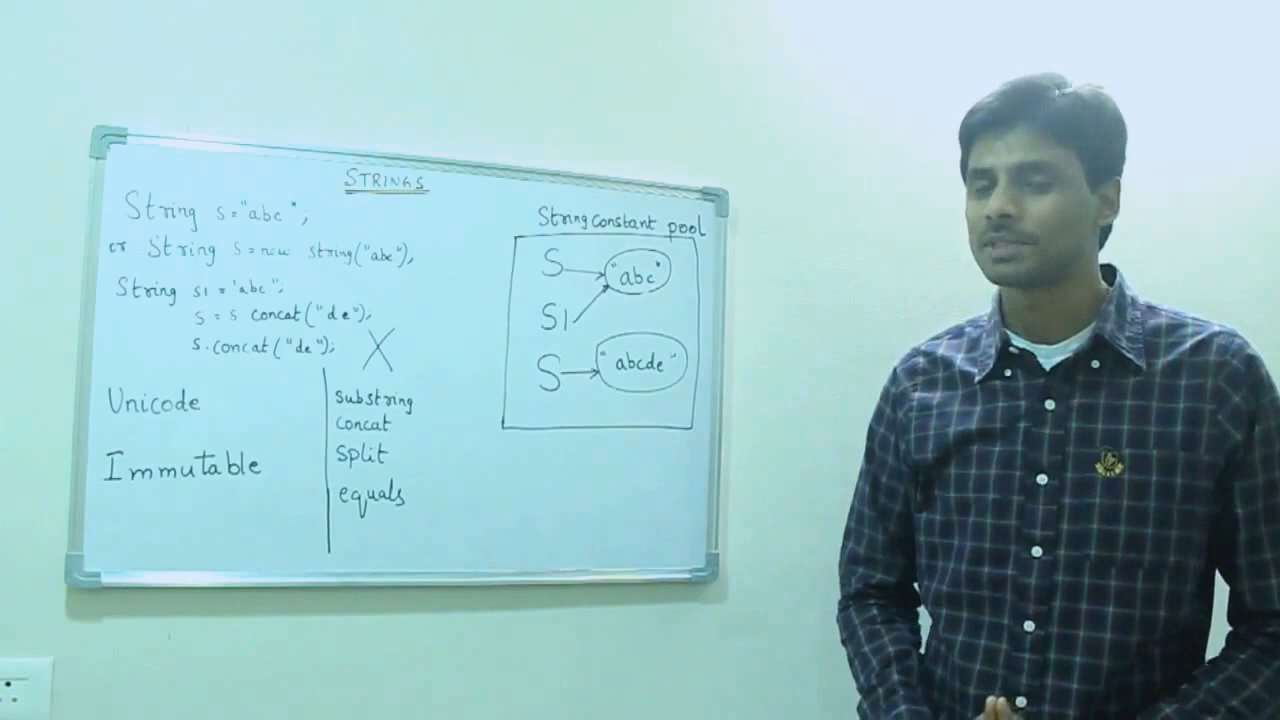 STRINGS
String s="abc",
or String s=new string("abc"),
String s1='abc";
s = s concat("de");
s.concat("de");
X
Unicode
Immutable
substring
concat
split
equals
String constant pool
S
"abc"
S1
S
"abcde"